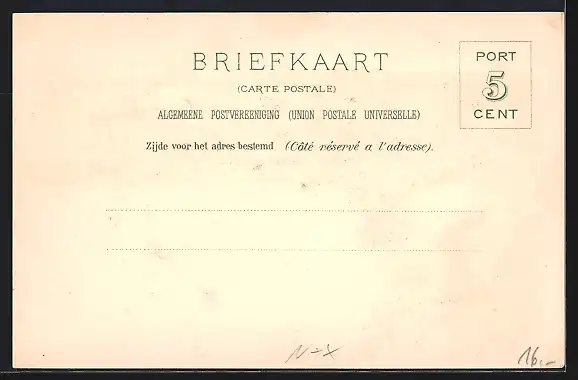 BRIEFKAART
(CARTE POSTALE)
ALGEMEENE POSTVEREENIGING (UNION POSTALE UNIVERSELLE)
Zijde voor het adres bestemd (Côté réservé a l'adresse).
PORT
5
CENT
N-X
16.-